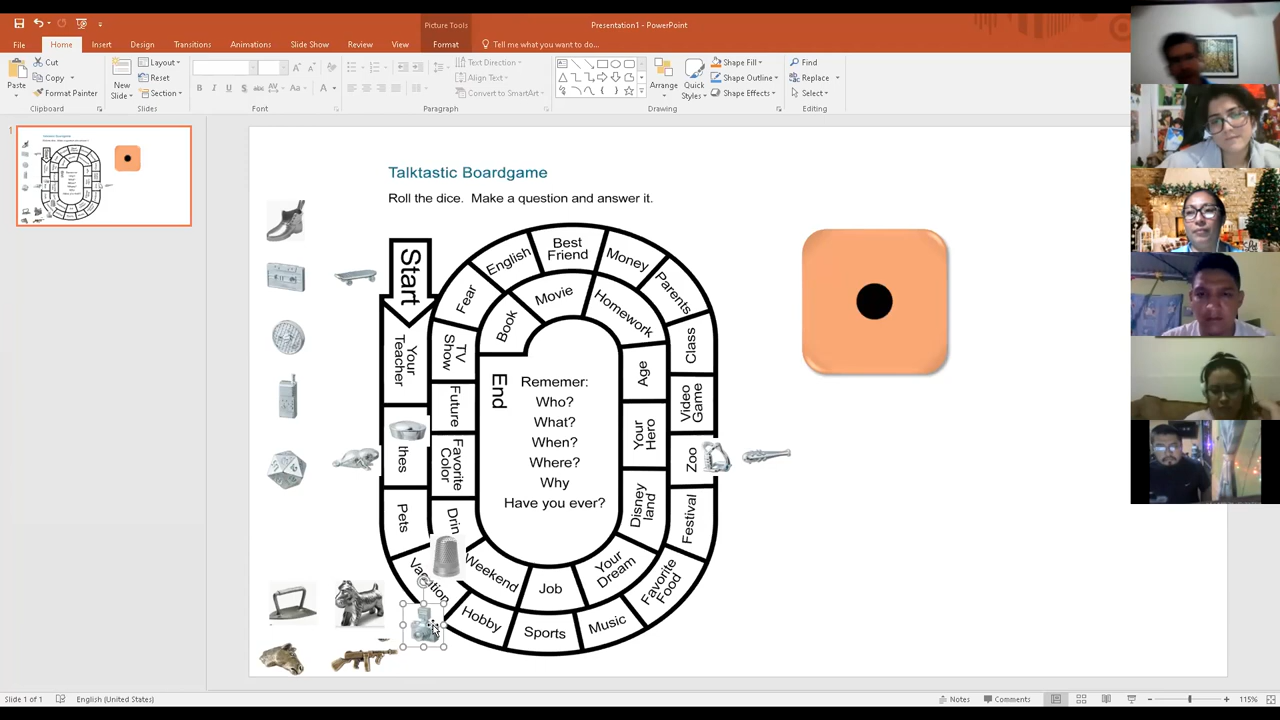 Picture Tools
Presentation1 - PowerPoint
File
Home
Insert
Design
Transitions
Animations
Slide Show
Review
View
Format
Tell me what you want to do...
Paste
Cut
Copy
Format Painter
Clipboard
New
Slide
Layout
Reset
Section
Slides
B I U S
Font
Text Direction
Align Text
Convert to SmartArt
Paragraph
Arrange
Quick
Styles
Shape Fill
Shape Outline
Shape Effects
Drawing
Find
Replace
Select
Editing
1
Talktastic Boardgame
Roll the dice. Make a question and answer it.
Start
Your
Teacher
thes
Pets
Vacation
Hobby
Sports
Music
Favorite
Food
Festival
Zoo
Video
Game
Class
Parents
Money
Best
Friend
English
Fear
TV
Show
Future
Favorite
Color
Drin
Weekend
Job
Your
Dream
Disney
land
Your
Hero
Age
Homework
Movie
Book
End
Rememer:
Who?
What?
When?
Where?
Why
Have you ever?
Slide 1 of 1
English (United States)
Notes
Comments
115%